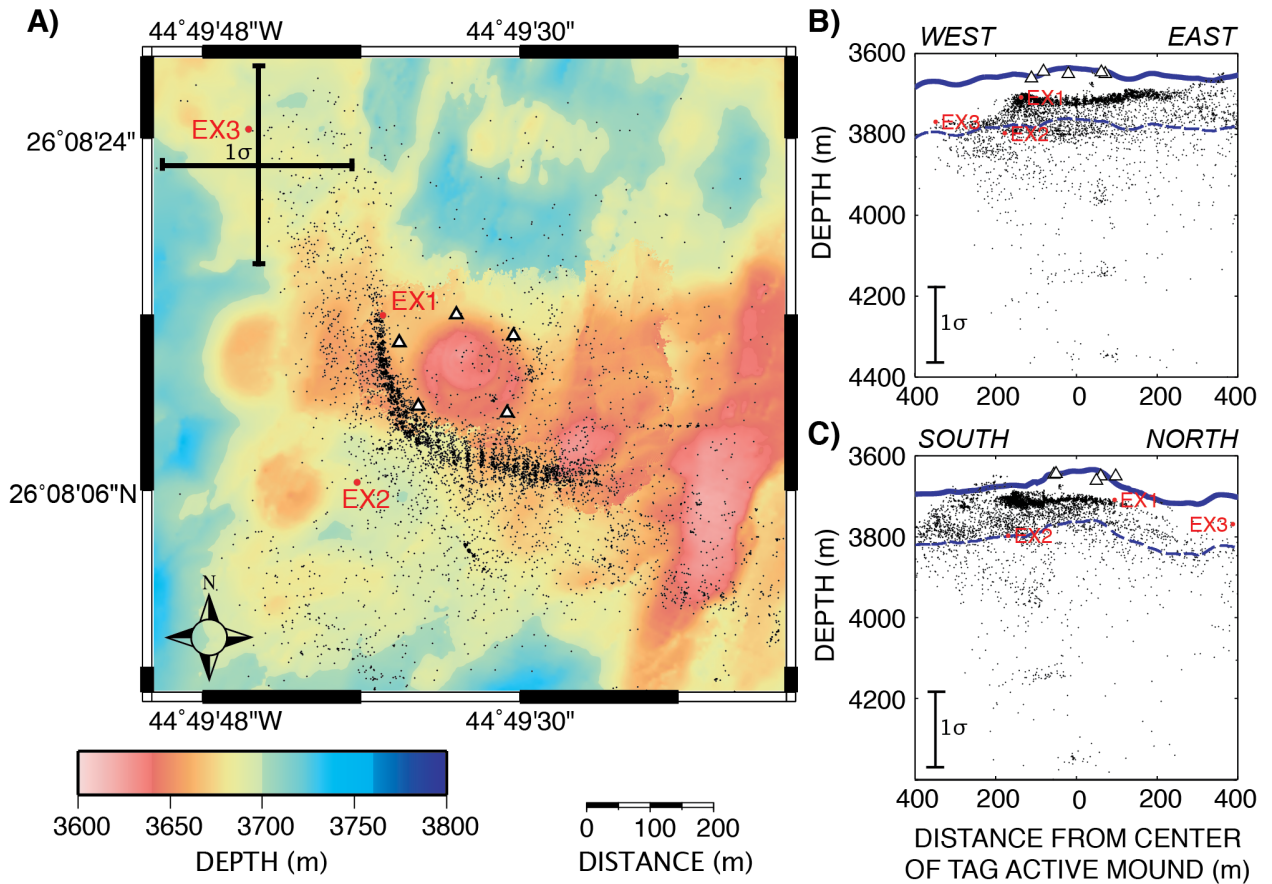 A)
44°49'48"W 44°49'30"
26°08'24"
26°08'06"N
EX3
1σ
EX1
EX2
N
44°49'48"W 44°49'30"
3600 3650 3700 3750 3800
DEPTH (m)
0 100 200
DISTANCE (m)
B)
WEST EAST
3600
3800
4000
4200
4400
DEPTH (m)
EX1
EX3
EX2
1σ
400 200 0 200 400
C)
SOUTH NORTH
3600
3800
4000
4200
DEPTH (m)
EX1
EX3
EX2
1σ
400 200 0 200 400
DISTANCE FROM CENTER
OF TAG ACTIVE MOUND (m)